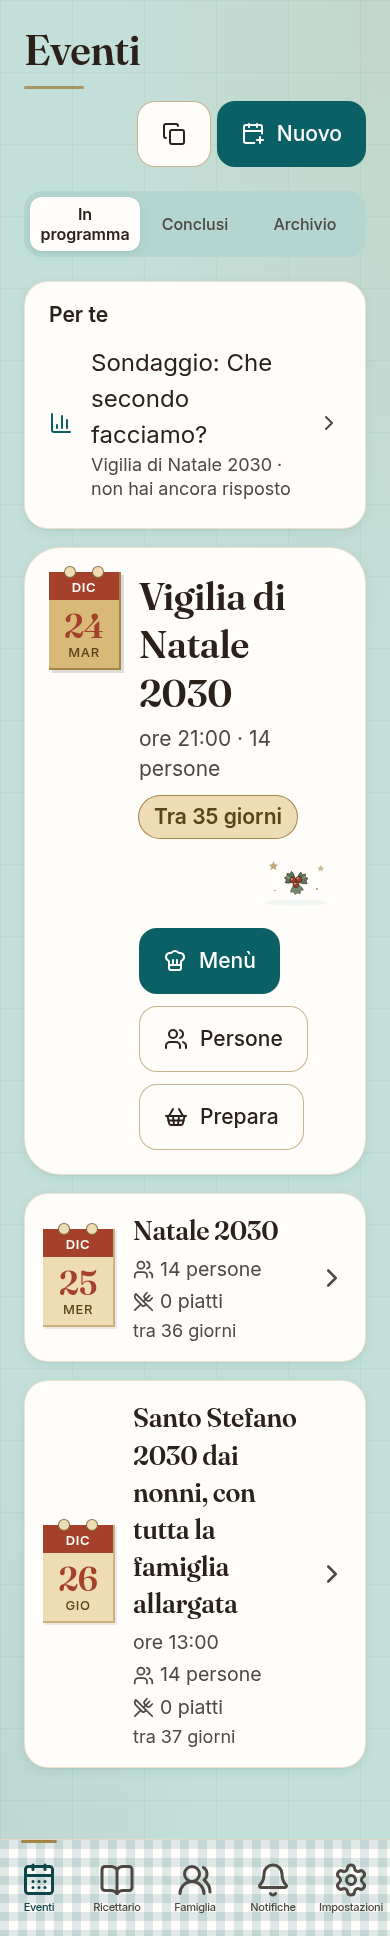 Eventi
Nuovo
In
programma
Conclusi
Archivio
Per te
Sondaggio: Che
secondo
facciamo?
Vigilia di Natale 2030 ·
non hai ancora risposto
DIC
24
MAR
Vigilia di
Natale
2030
ore 21:00 · 14
persone
Tra 35 giorni
Menù
Persone
Prepara
DIC
25
MER
Natale 2030
14 persone
0 piatti
tra 36 giorni
DIC
26
GIO
Santo Stefano
2030 dai
nonni, con
tutta la
famiglia
allargata
ore 13:00
14 persone
0 piatti
tra 37 giorni
Eventi
Ricettario
Famiglia
Notifiche
Impostazioni